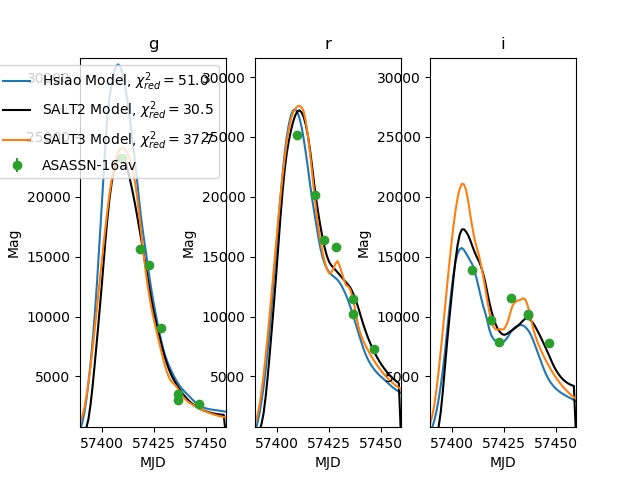 g r i
Hsiao Model, χ²red = 51.0
SALT2 Model, χ²red = 30.5
SALT3 Model, χ²red = 37.7
ASASSN-16av
30000 30000 30000
25000 25000 25000
20000 20000 20000
15000 15000 15000
10000 10000 10000
5000 5000 5000
Mag Mag Mag
57400 57425 57450 57400 57425 57450 57400 57425 57450
MJD MJD MJD